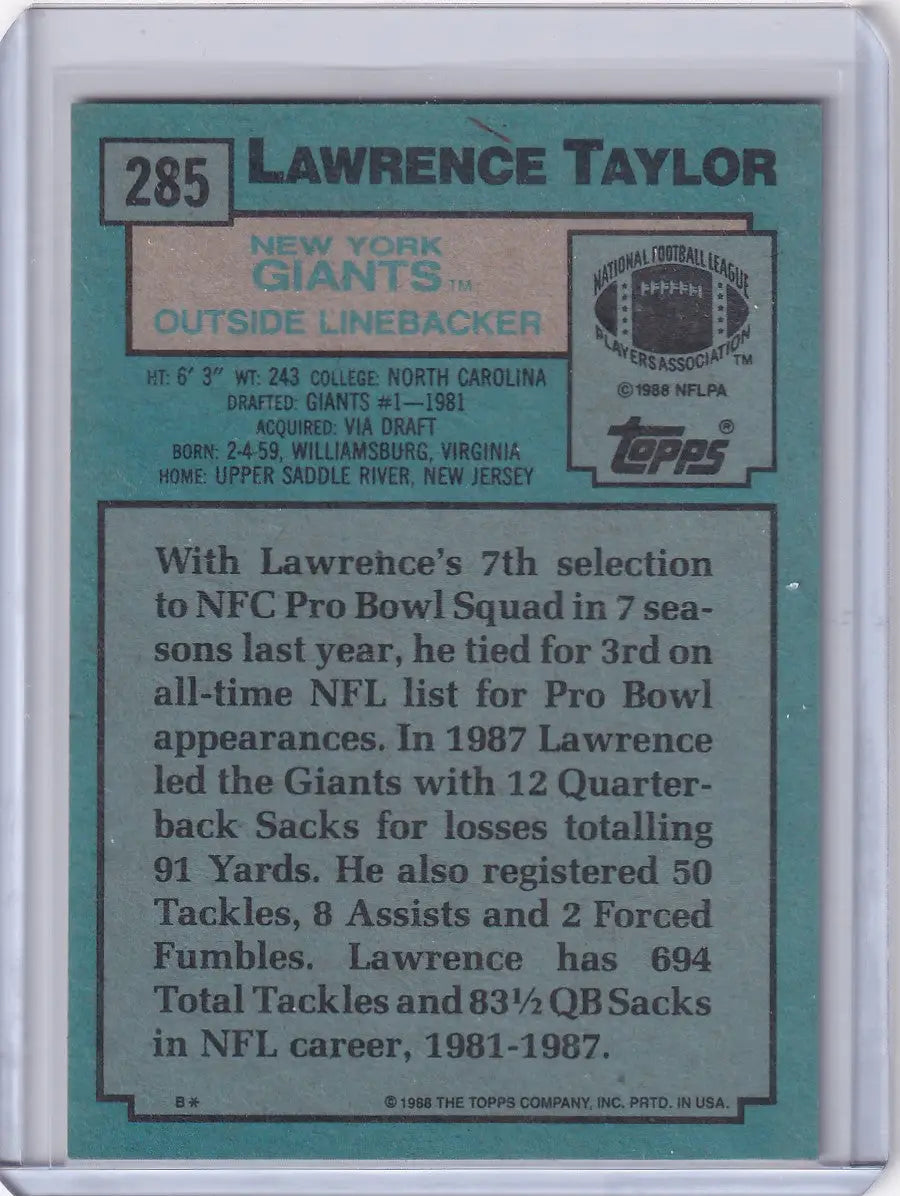 285
LAWRENCE TAYLOR
NEW YORK
GIANTS TM
OUTSIDE LINEBACKER
NATIONAL FOOTBALL LEAGUE
PLAYERS ASSOCIATION TM
©1988 NFLPA
TOPPS®
HT: 6' 3" WT: 243 COLLEGE: NORTH CAROLINA
DRAFTED: GIANTS #1—1981
ACQUIRED: VIA DRAFT
BORN: 2-4-59, WILLIAMSBURG, VIRGINIA
HOME: UPPER SADDLE RIVER, NEW JERSEY
With Lawrence's 7th selection
to NFC Pro Bowl Squad in 7 sea-
sons last year, he tied for 3rd on
all-time NFL list for Pro Bowl
appearances. In 1987 Lawrence
led the Giants with 12 Quarter-
back Sacks for losses totalling
91 Yards. He also registered 50
Tackles, 8 Assists and 2 Forced
Fumbles. Lawrence has 694
Total Tackles and 83½ QB Sacks
in NFL career, 1981-1987.
B* ©1988 THE TOPPS COMPANY, INC. PRTD. IN USA.